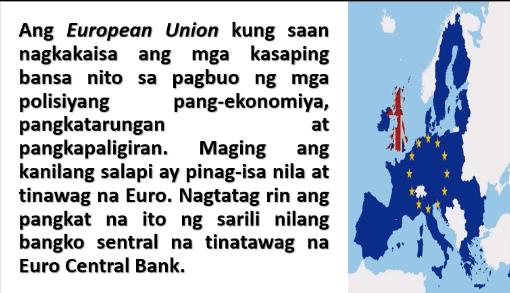 Ang European Union kung saan
nagkakaisa ang mga kasaping
bansa nito sa pagbuo ng mga
polisiyang pang-ekonomiya,
pangkatarungan at
pangkapaligiran. Maging ang
kanilang salapi ay pinag-isa nila at
tinawag na Euro. Nagtatag rin ang
pangkat na ito ng sarili nilang
bangko sentral na tinatawag na
Euro Central Bank.